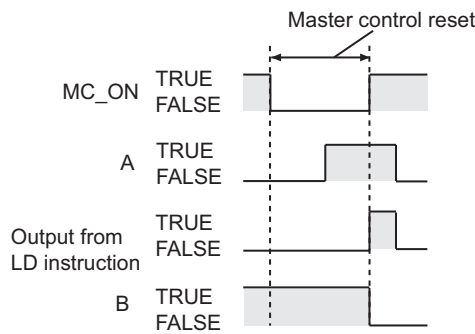 Master control reset
MC_ON
TRUE
FALSE
A
TRUE
FALSE
Output from
LD instruction
TRUE
FALSE
B
TRUE
FALSE